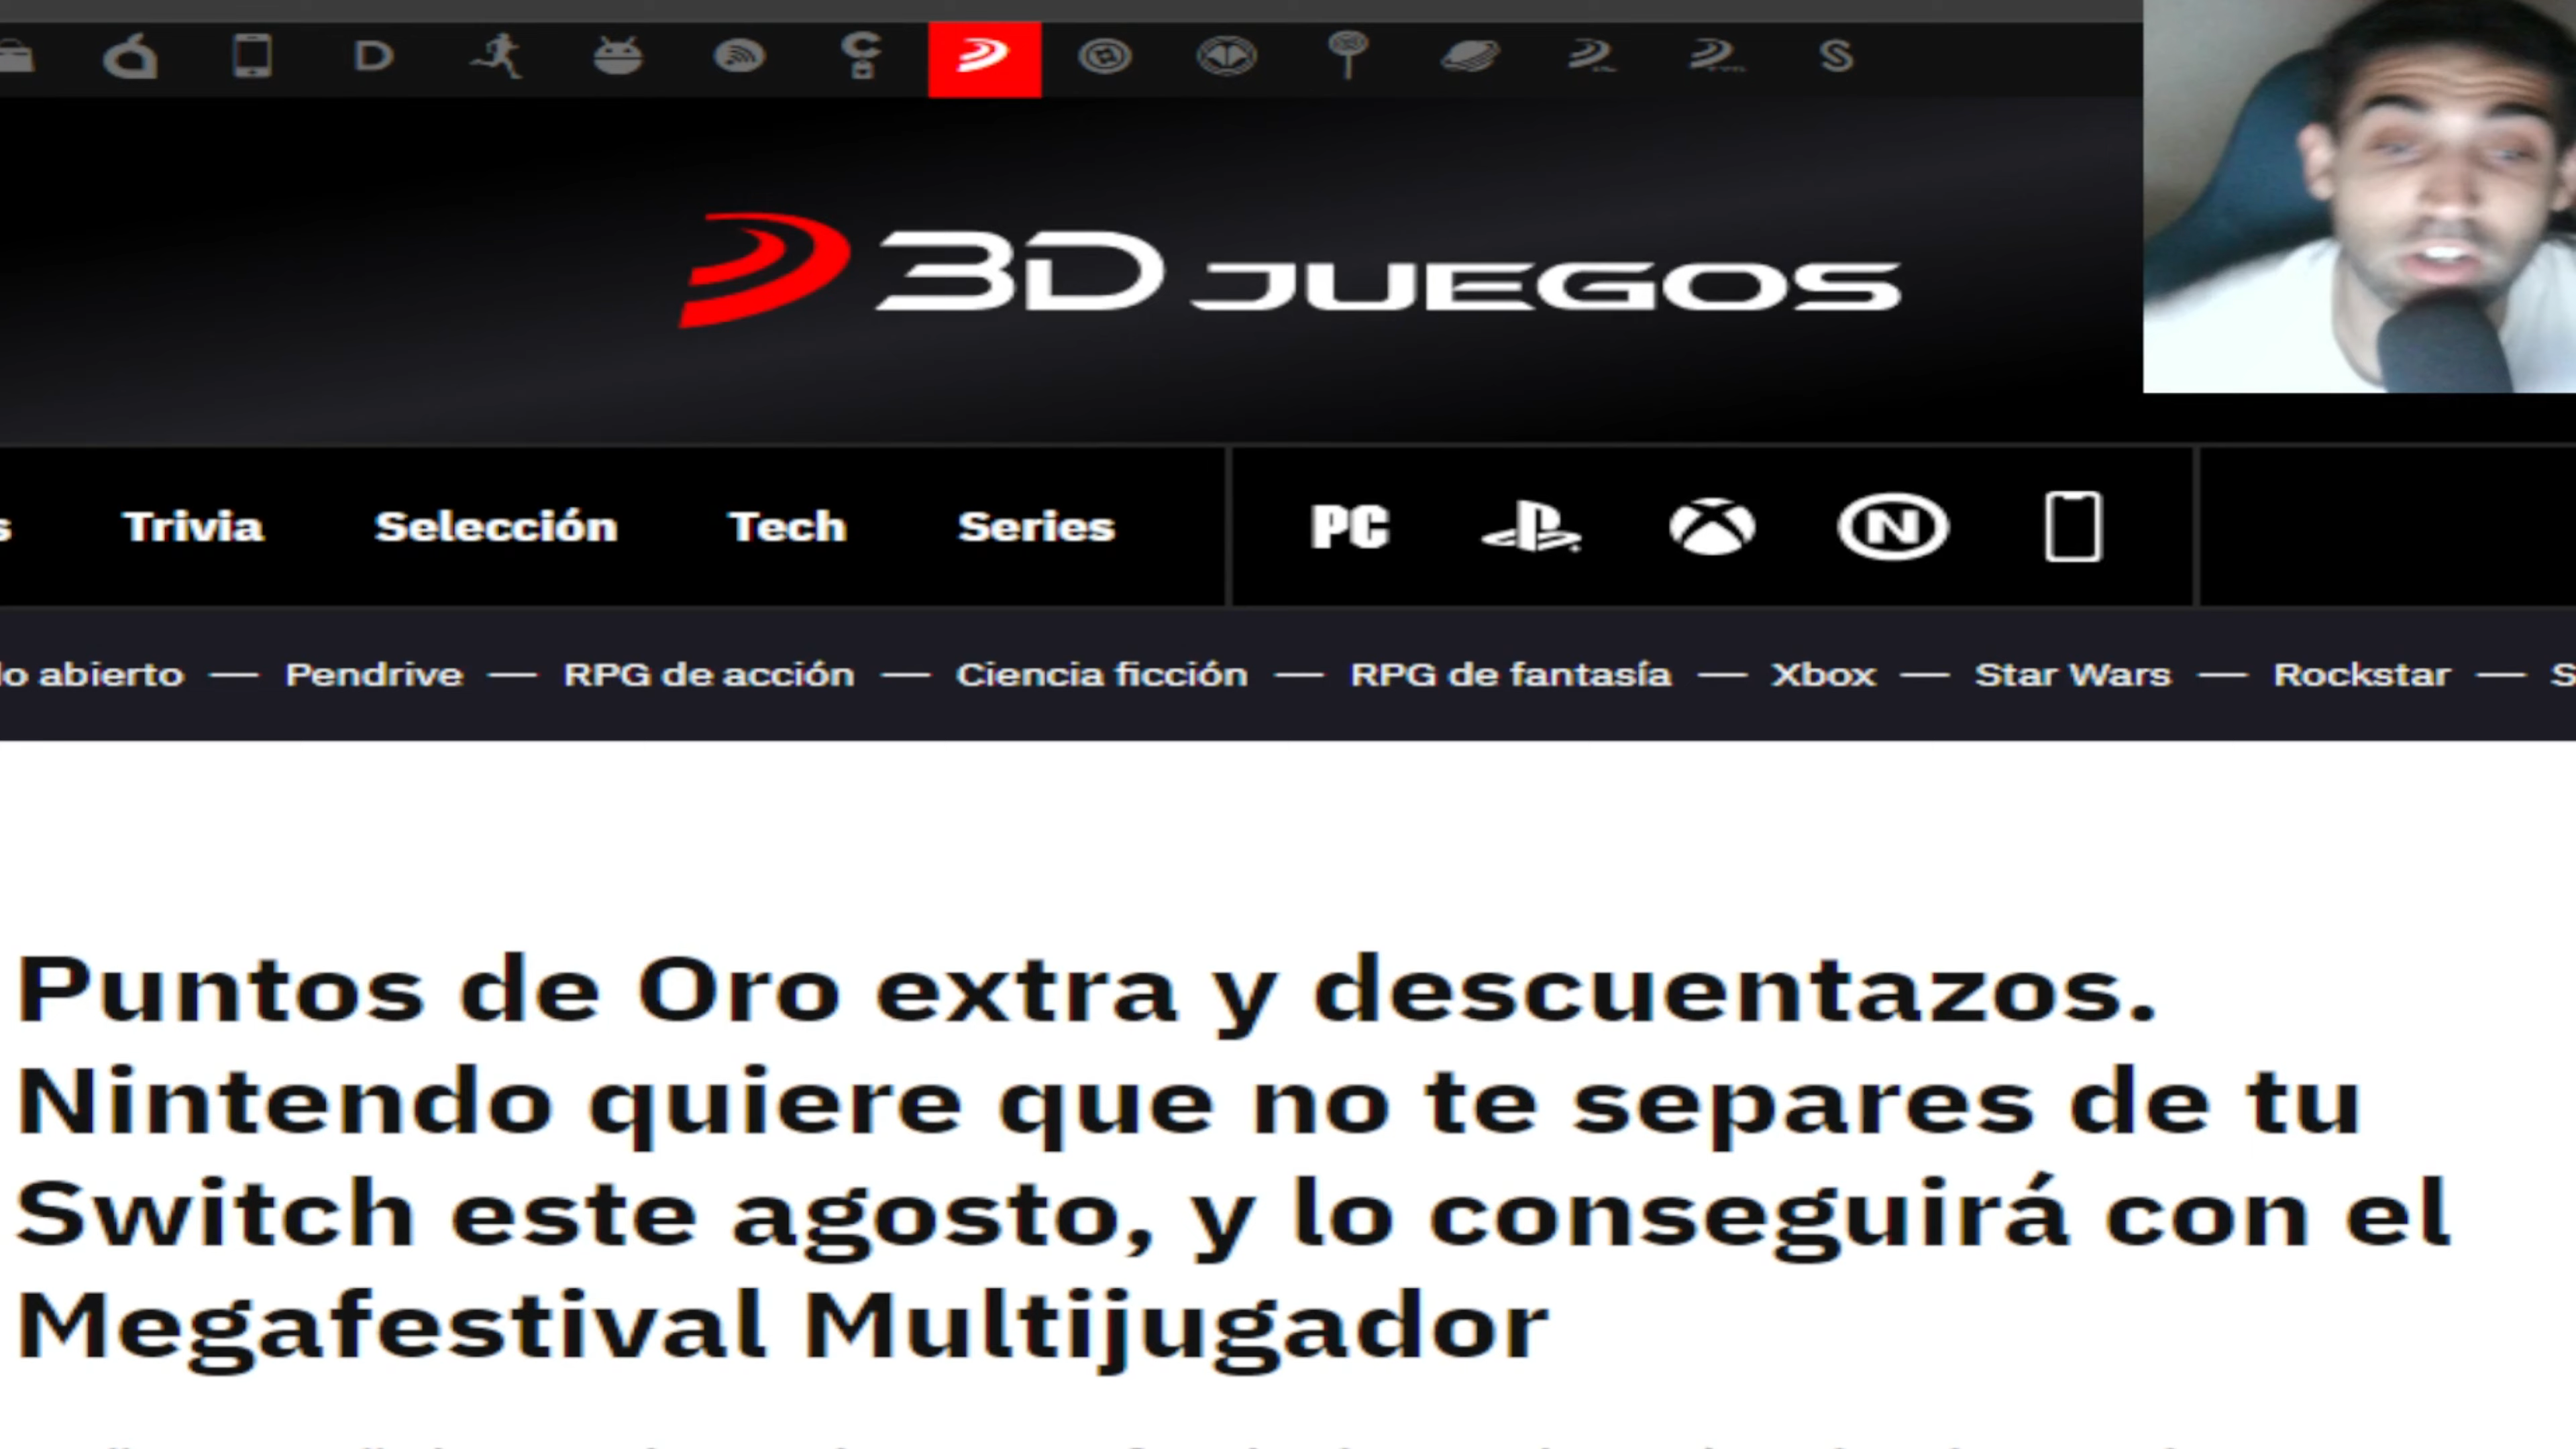 3D JUEGOS
Trivia Selección Tech Series PC
abierto — Pendrive — RPG de acción — Ciencia ficción — RPG de fantasía — Xbox — Star Wars — Rockstar —
Puntos de Oro extra y descuentazos.
Nintendo quiere que no te separes de tu
Switch este agosto, y lo conseguirá con el
Megafestival Multijugador